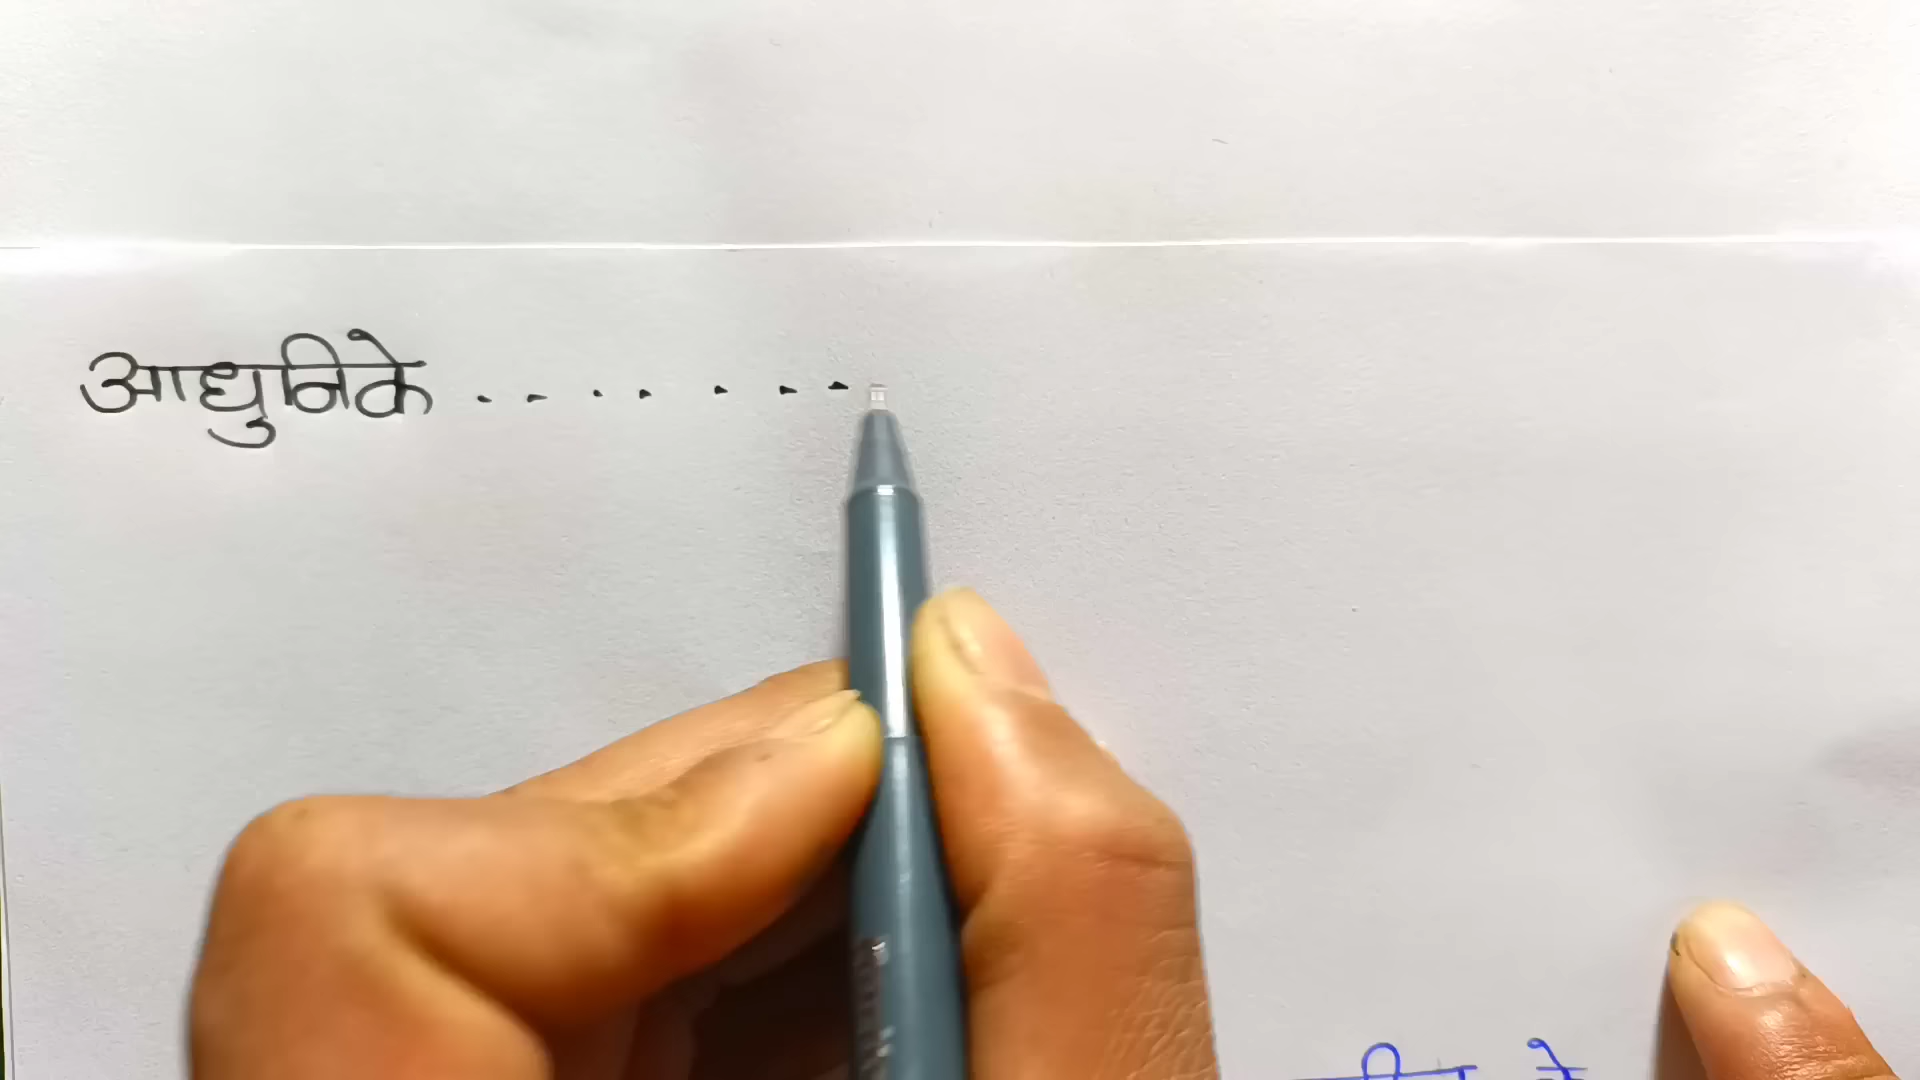 आधुनिके . . . . . . .